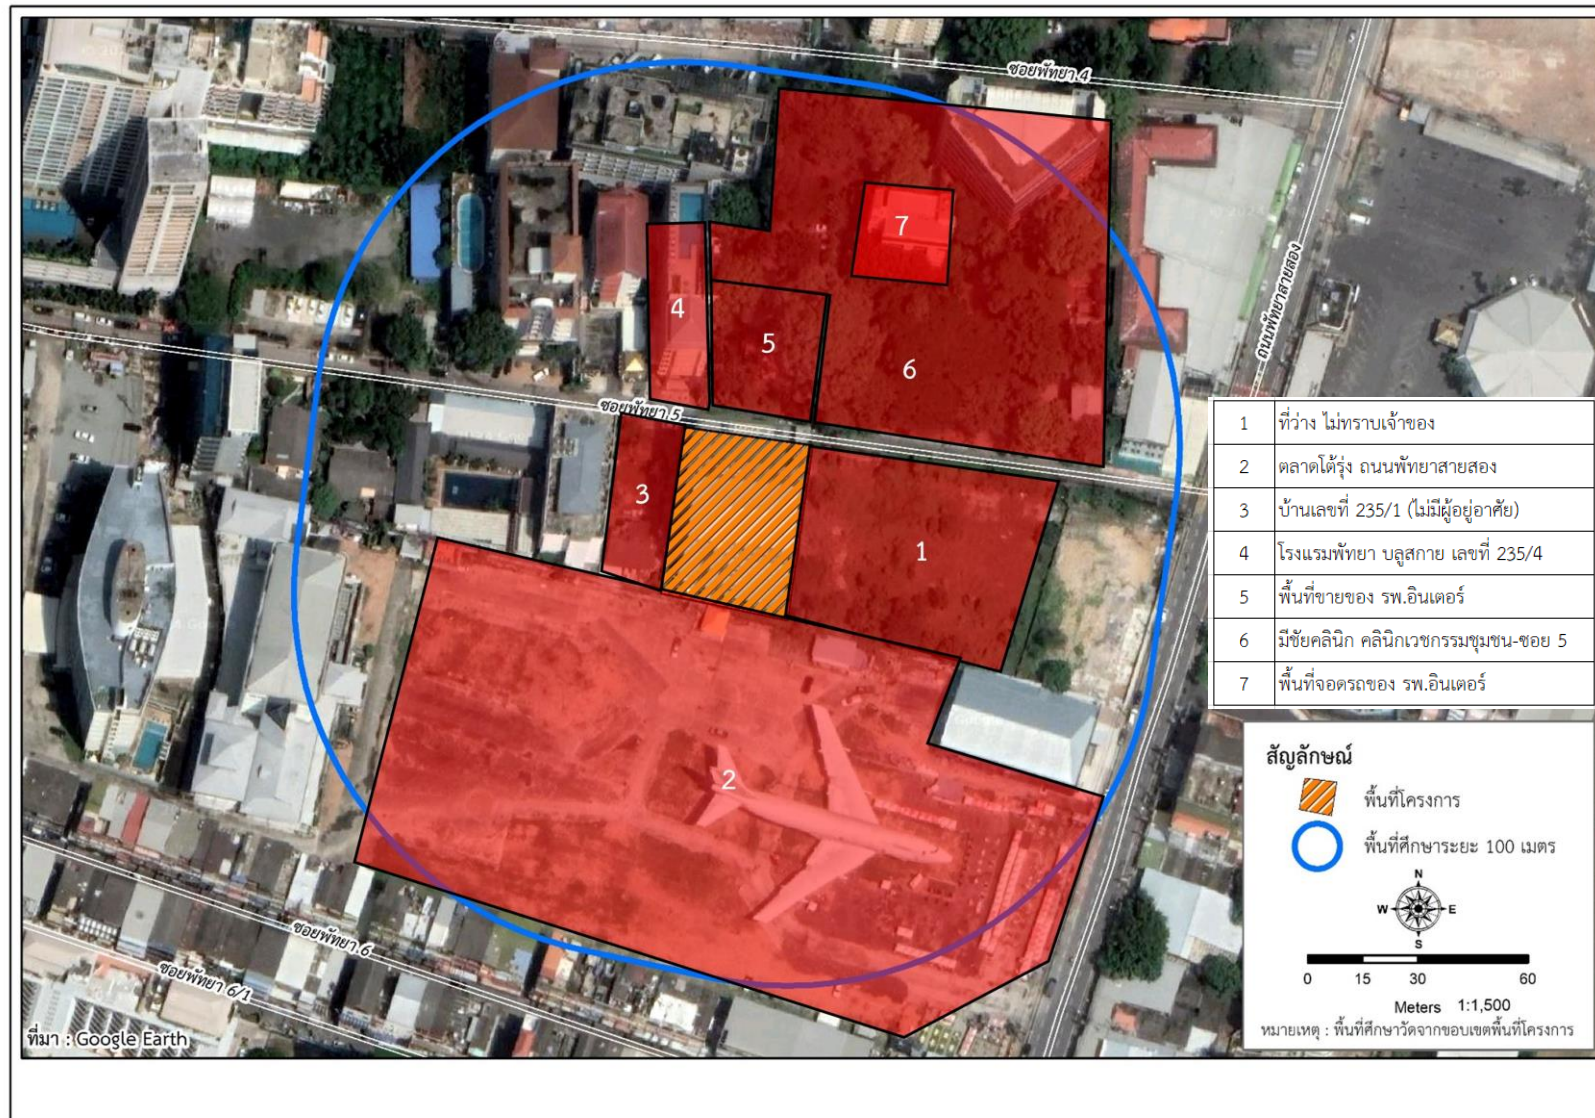 ซอยพัทยา 4
ถนนพัทยาสายสอง
7
4
5
6
ซอยพัทยา 5
3
1
2
ซอยพัทยา 6
ซอยพัทยา 6/1
ที่มา : Google Earth
1 ที่ว่าง ไม่ทราบเจ้าของ
2 ตลาดโต้รุ่ง ถนนพัทยาสายสอง
3 บ้านเลขที่ 235/1 (ไม่มีผู้อยู่อาศัย)
4 โรงแรมพัทยา บลูสกาย เลขที่ 235/4
5 พื้นที่ขายของ รพ.อินเตอร์
6 มีชัยคลินิก คลินิกเวชกรรมชุมชน-ซอย 5
7 พื้นที่จอดรถของ รพ.อินเตอร์
สัญลักษณ์
พื้นที่โครงการ
พื้นที่ศึกษาระยะ 100 เมตร
N
W E
S
0 15 30 60
Meters 1:1,500
หมายเหตุ : พื้นที่ศึกษาวัดจากขอบเขตพื้นที่โครงการ